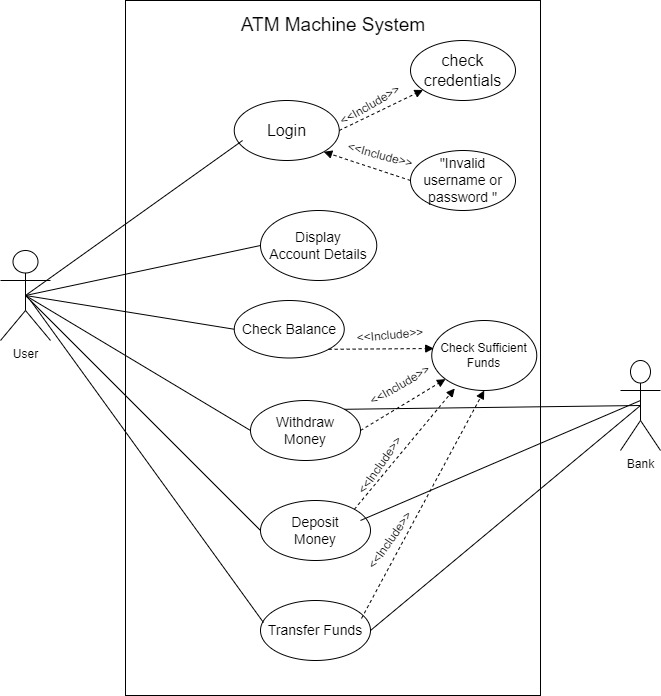 ATM Machine System
check
credentials
<<Include>>
Login
<<Include>>
"Invalid
username or
password "
Display
Account Details
User
Check Balance
<<Include>>
Check Sufficient
Funds
<<Include>>
Withdraw
Money
Bank
<<Include>>
Deposit
Money
<<Include>>
Transfer Funds